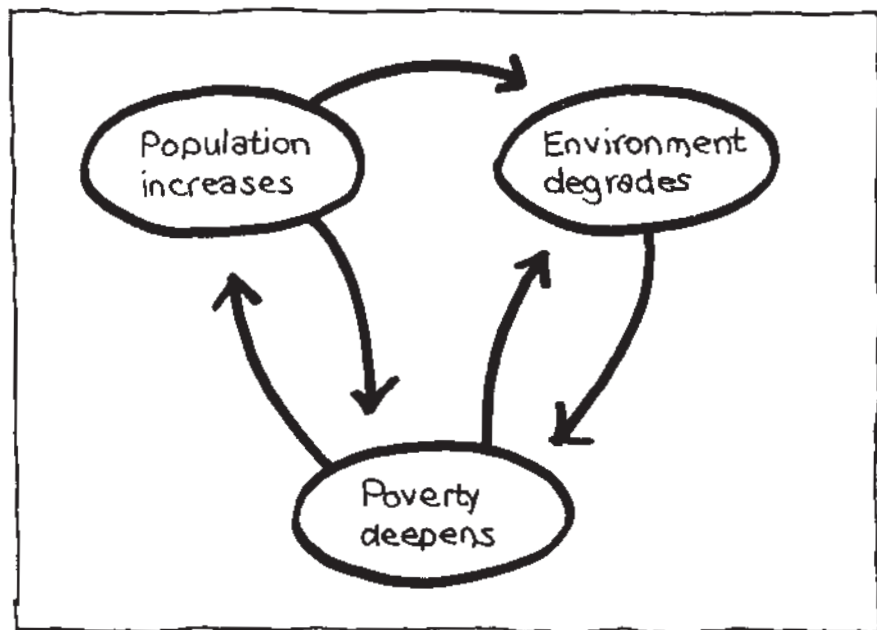 Population
increases
Environment
degrades
Poverty
deepens